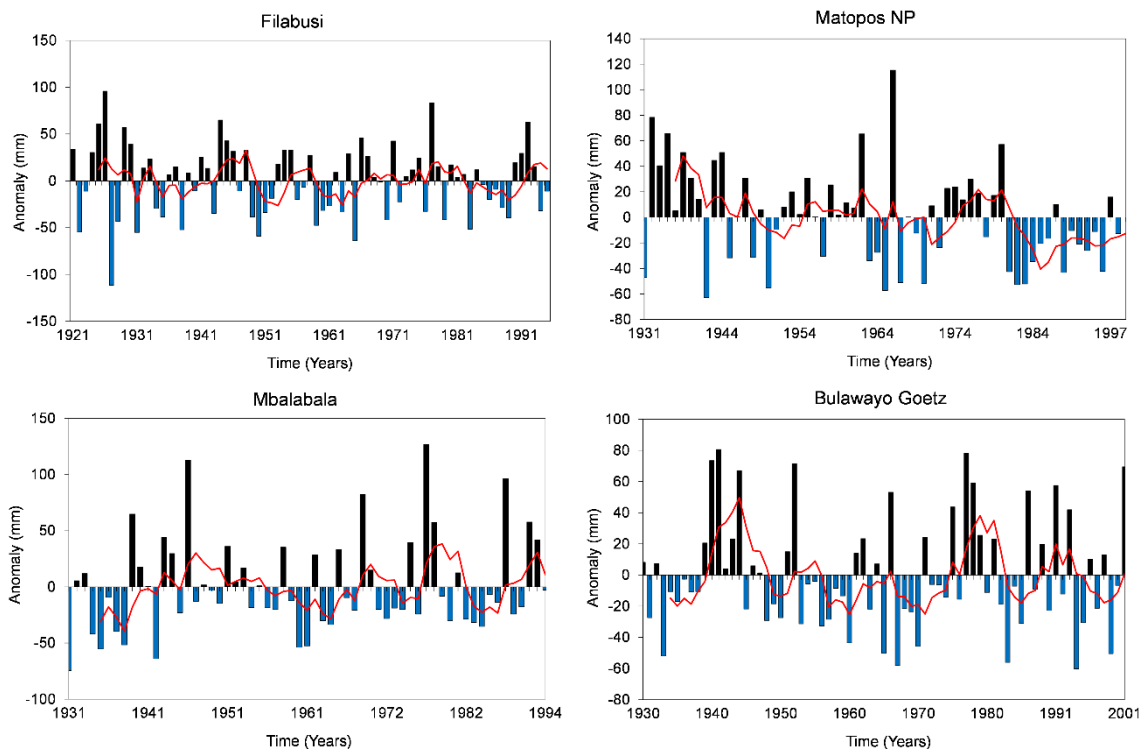 Filabusi
150
100
50
0
-50
-100
-150
Anomaly (mm)
1921 1931 1941 1951 1961 1971 1981 1991
Time (Years)
Matopos NP
140
120
100
80
60
40
20
0
-20
-40
-60
-80
Anomaly (mm)
1931 1944 1954 1964 1974 1984 1997
Time (Years)
Mbalabala
150
100
50
0
-50
-100
Anomaly (mm)
1931 1941 1951 1961 1972 1982 1994
Time (Years)
Bulawayo Goetz
100
80
60
40
20
0
-20
-40
-60
-80
Anomaly (mm)
1930 1940 1950 1960 1970 1980 1991 2001
Time (Years)